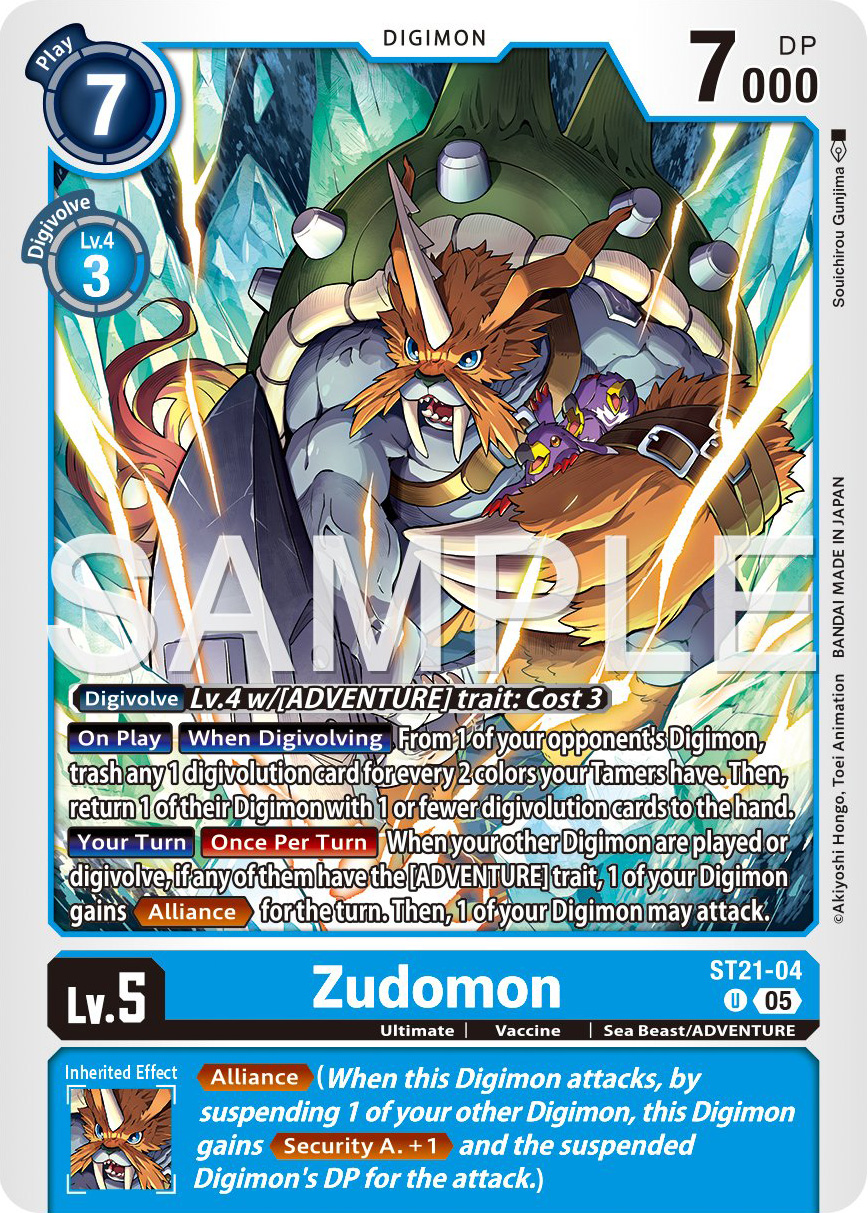 Play
7
DIGIMON
7000
DP
Digivolve
Lv.4
3
Souichirou Gunjima
BANDAI MADE IN JAPAN
©Akiyoshi Hongo, Toei Animation
SAMPLE
Digivolve Lv.4 w/[ADVENTURE] trait: Cost 3
On Play When Digivolving From 1 of your opponent's Digimon,
trash any 1 digivolution card for every 2 colors your Tamers have. Then,
return 1 of their Digimon with 1 or fewer digivolution cards to the hand.
Your Turn Once Per Turn When your other Digimon are played or
digivolve, if any of them have the [ADVENTURE] trait, 1 of your Digimon
gains Alliance for the turn. Then, 1 of your Digimon may attack.
Lv.5
Zudomon
ST21-04
U 05
Ultimate | Vaccine | Sea Beast/ADVENTURE
Inherited Effect
Alliance (When this Digimon attacks, by
suspending 1 of your other Digimon, this Digimon
gains Security A. +1 and the suspended
Digimon's DP for the attack.)